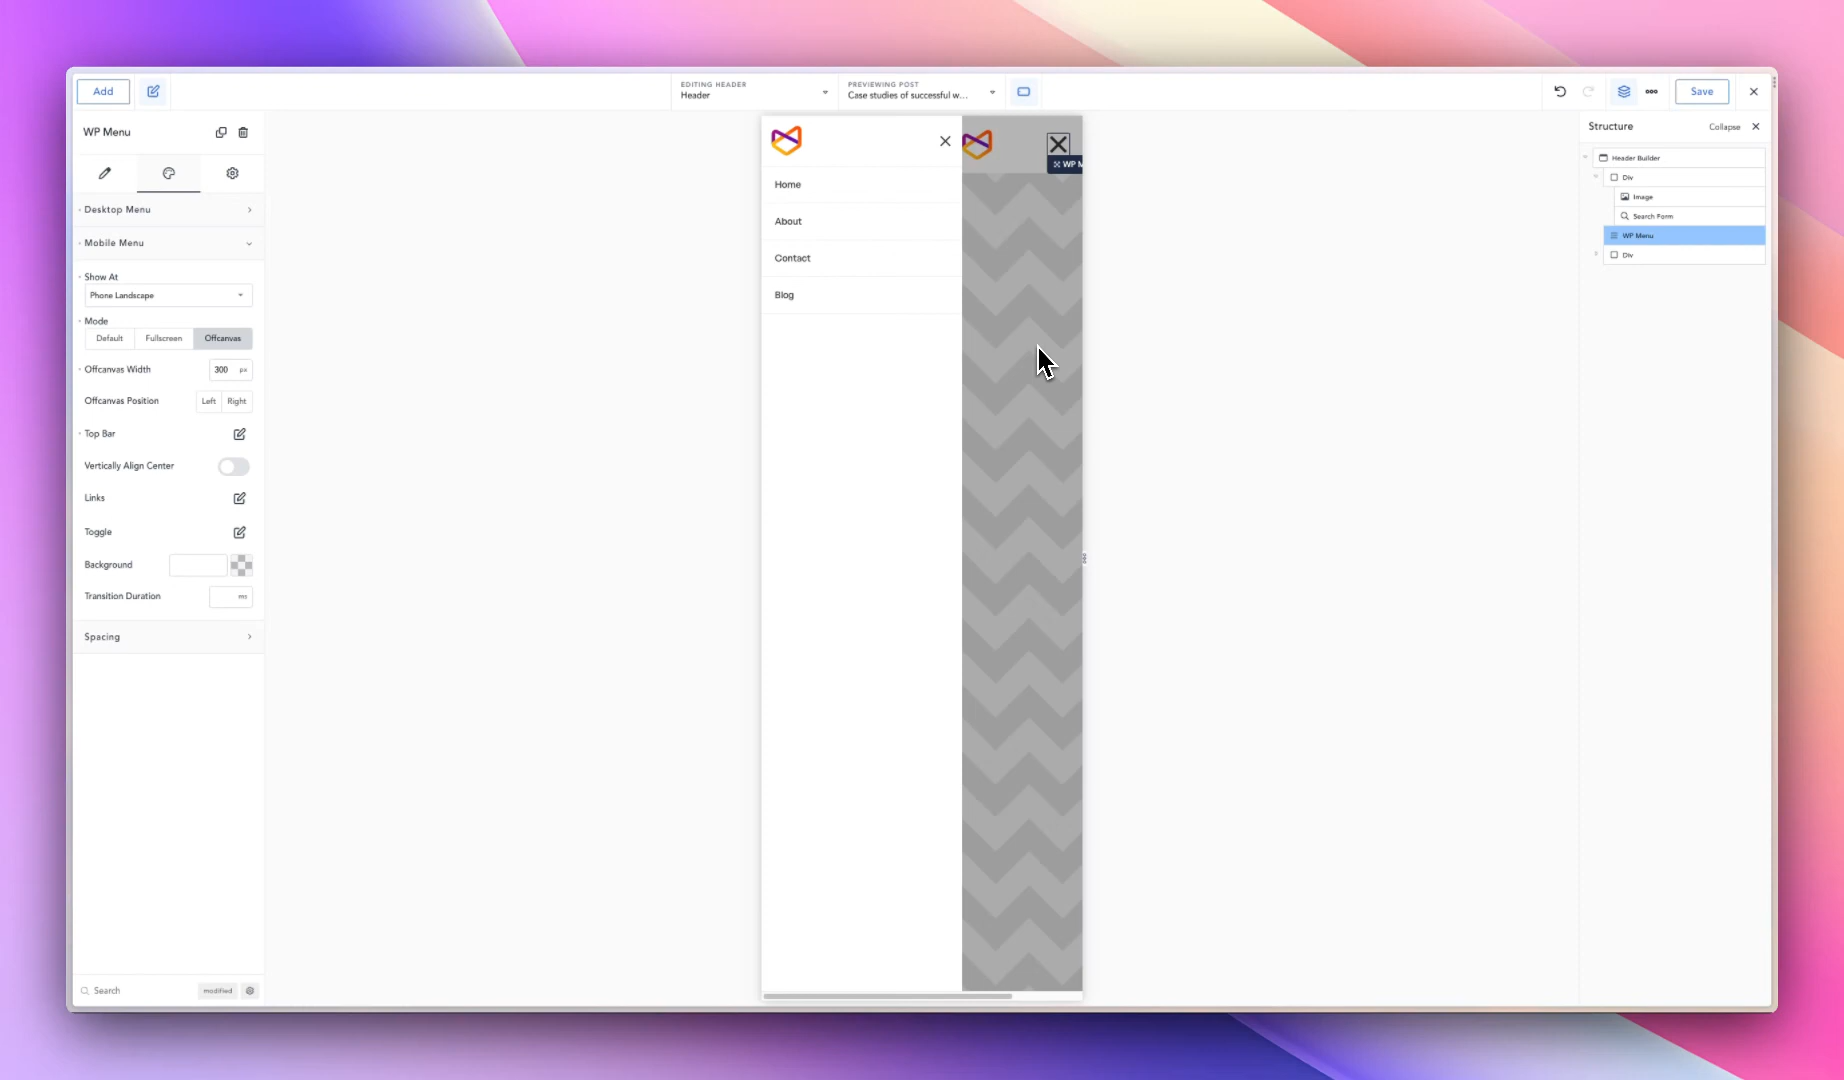 Add
EDITING HEADER
Header
PREVIEWING POST
Case studies of successful w...
Save
WP Menu
Desktop Menu
Mobile Menu
Show At
Phone Landscape
Mode
Default Fullscreen Offcanvas
Offcanvas Width 300 px
Offcanvas Position Left Right
Top Bar
Vertically Align Center
Links
Toggle
Background
Transition Duration ms
Spacing
Search modified
WP M
Home
About
Contact
Blog
Structure Collapse
Header Builder
Div
Image
Search Form
WP Menu
Div